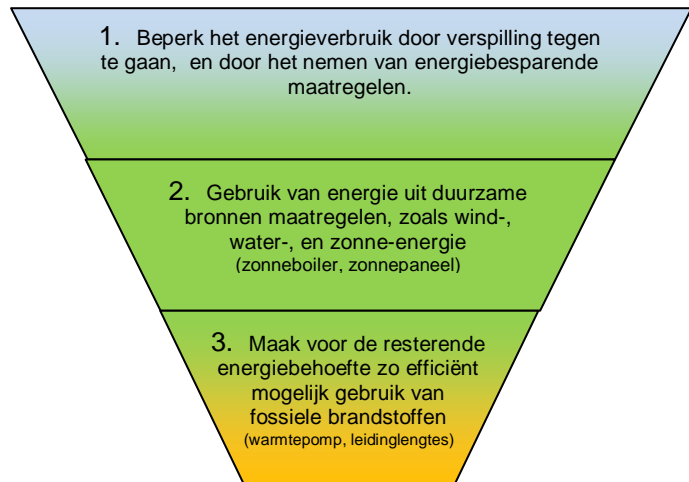 1. Beperk het energieverbruik door verspilling tegen
te gaan, en door het nemen van energiebesparende
maatregelen.
2. Gebruik van energie uit duurzame
bronnen maatregelen, zoals wind-,
water-, en zonne-energie
(zonneboiler, zonnepaneel)
3. Maak voor de resterende
energiebehoefte zo efficiënt
mogelijk gebruik van
fossiele brandstoffen
(warmtepomp, leidinglengtes)